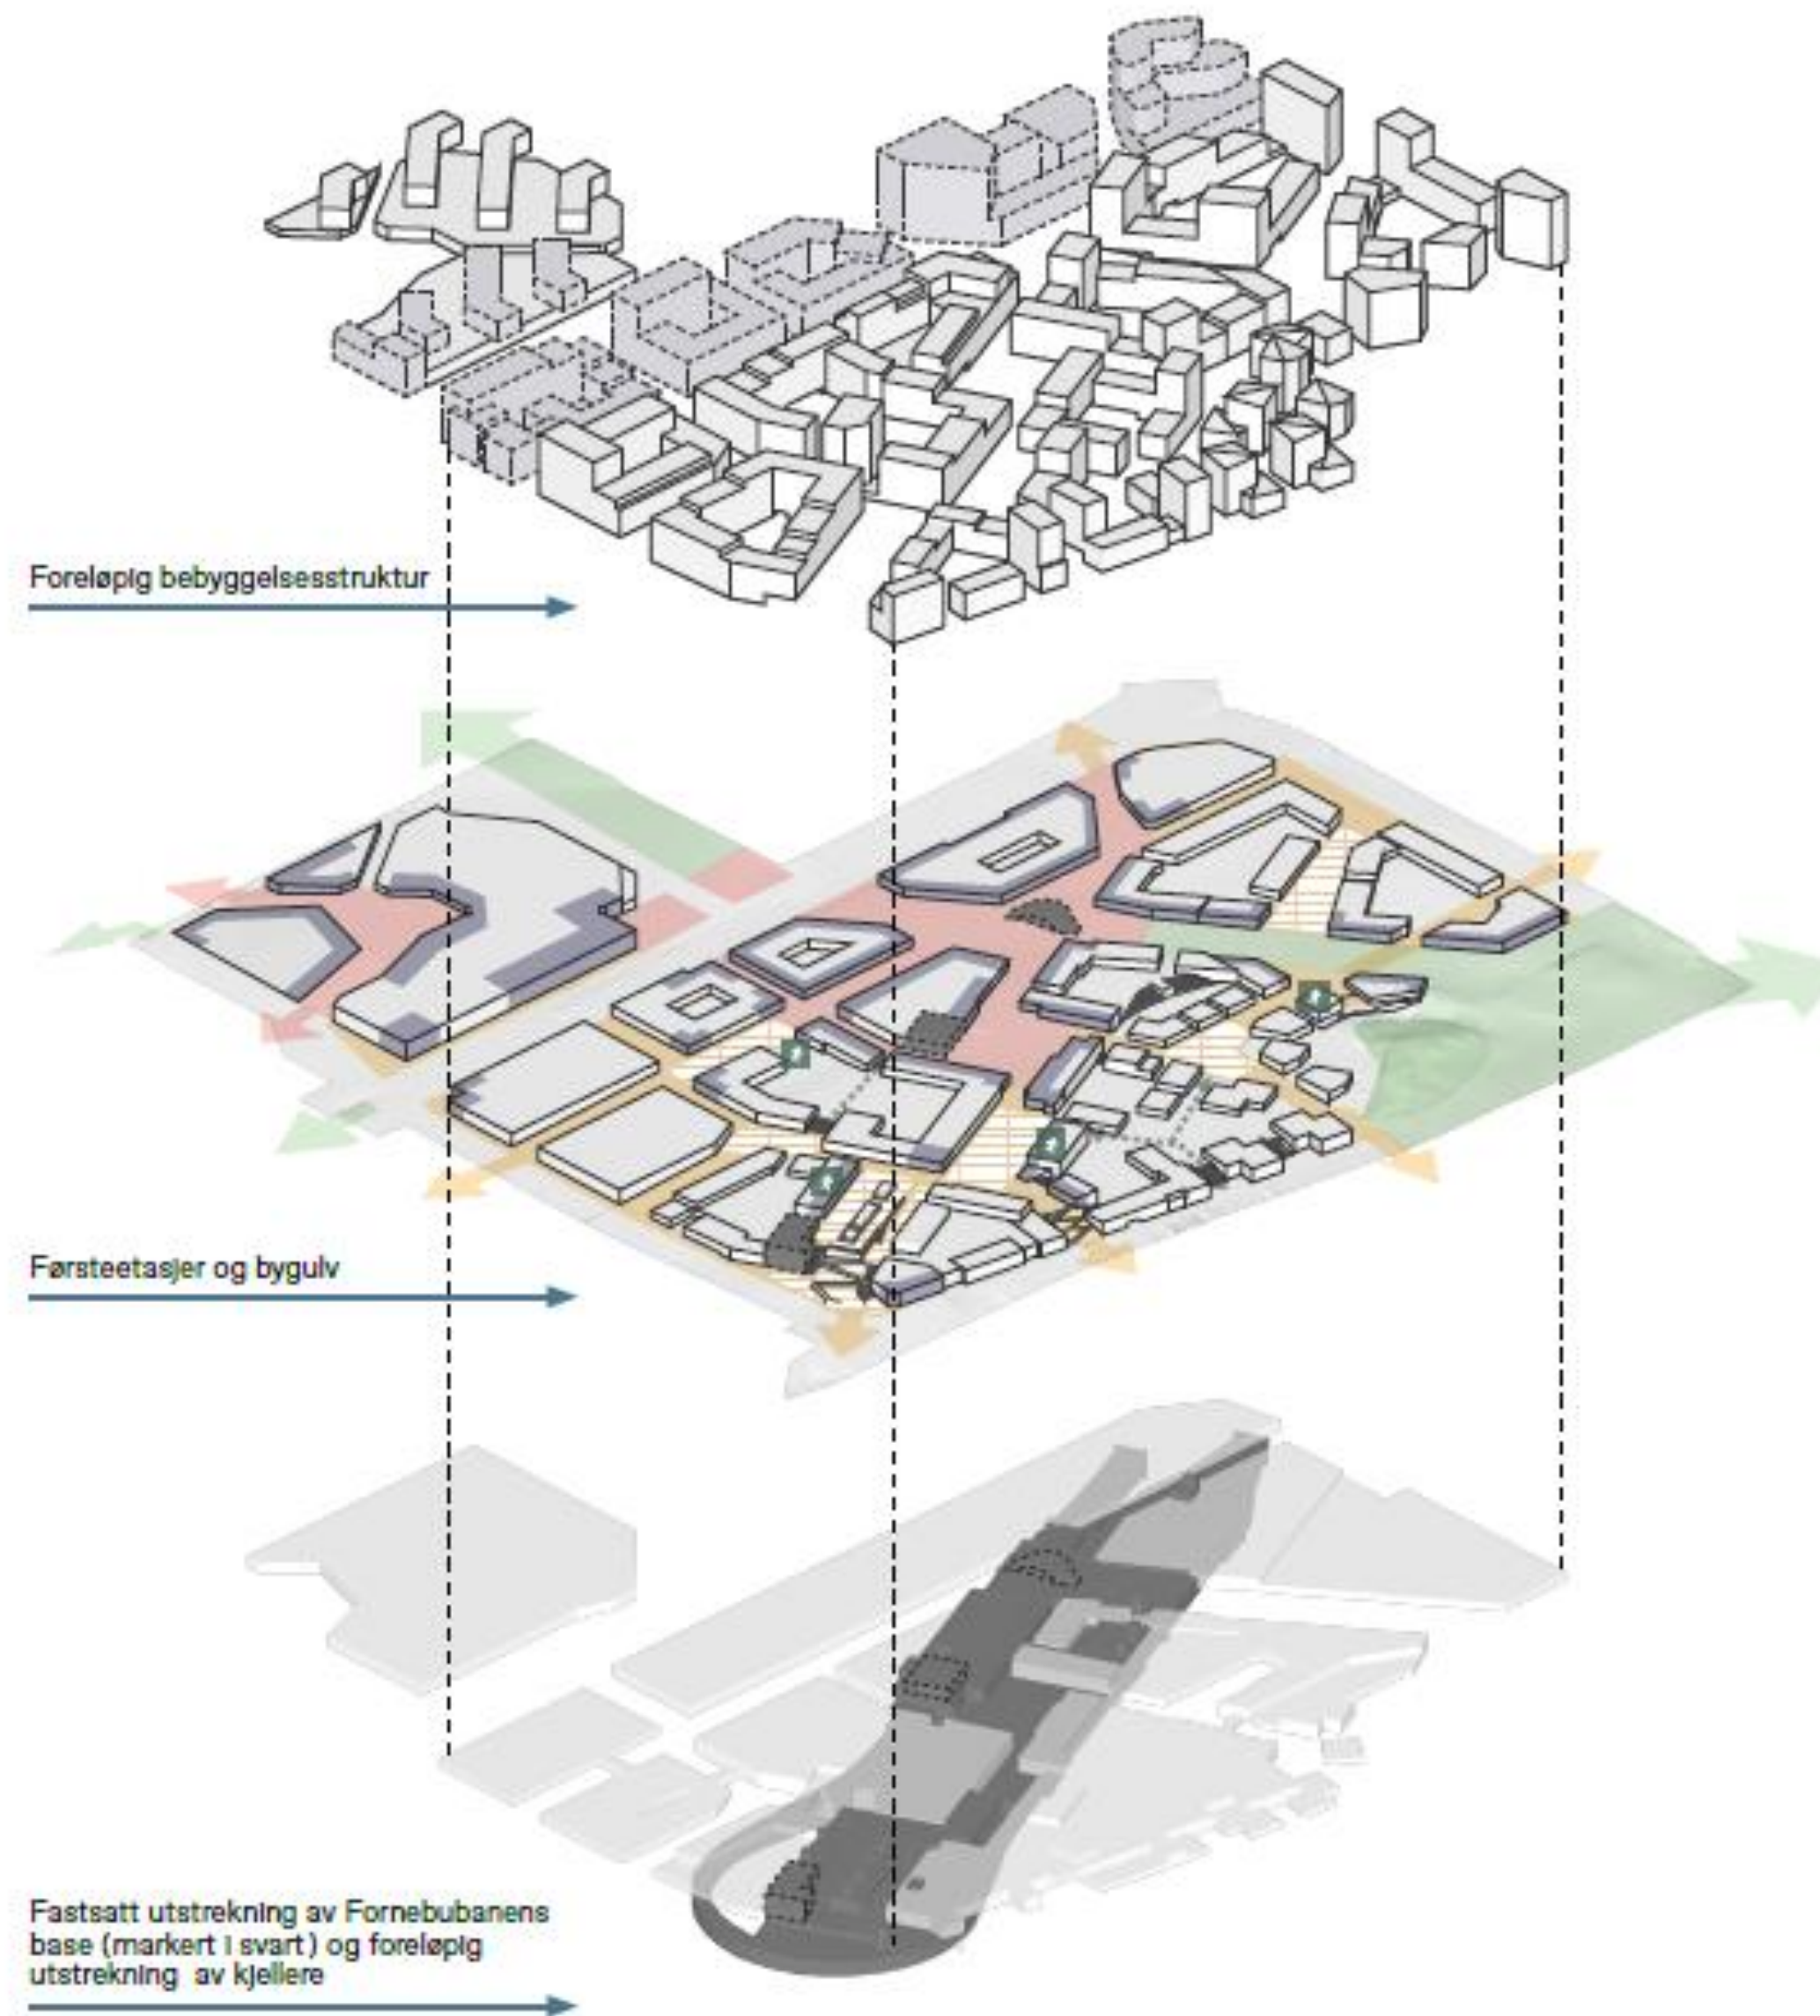 Foreløpig bebyggelsesstruktur
Førsteetasjer og bygulv
Fastsatt utstrekning av Fornebubanens
base (markert i svart) og foreløpig
utstrekning av kjellere